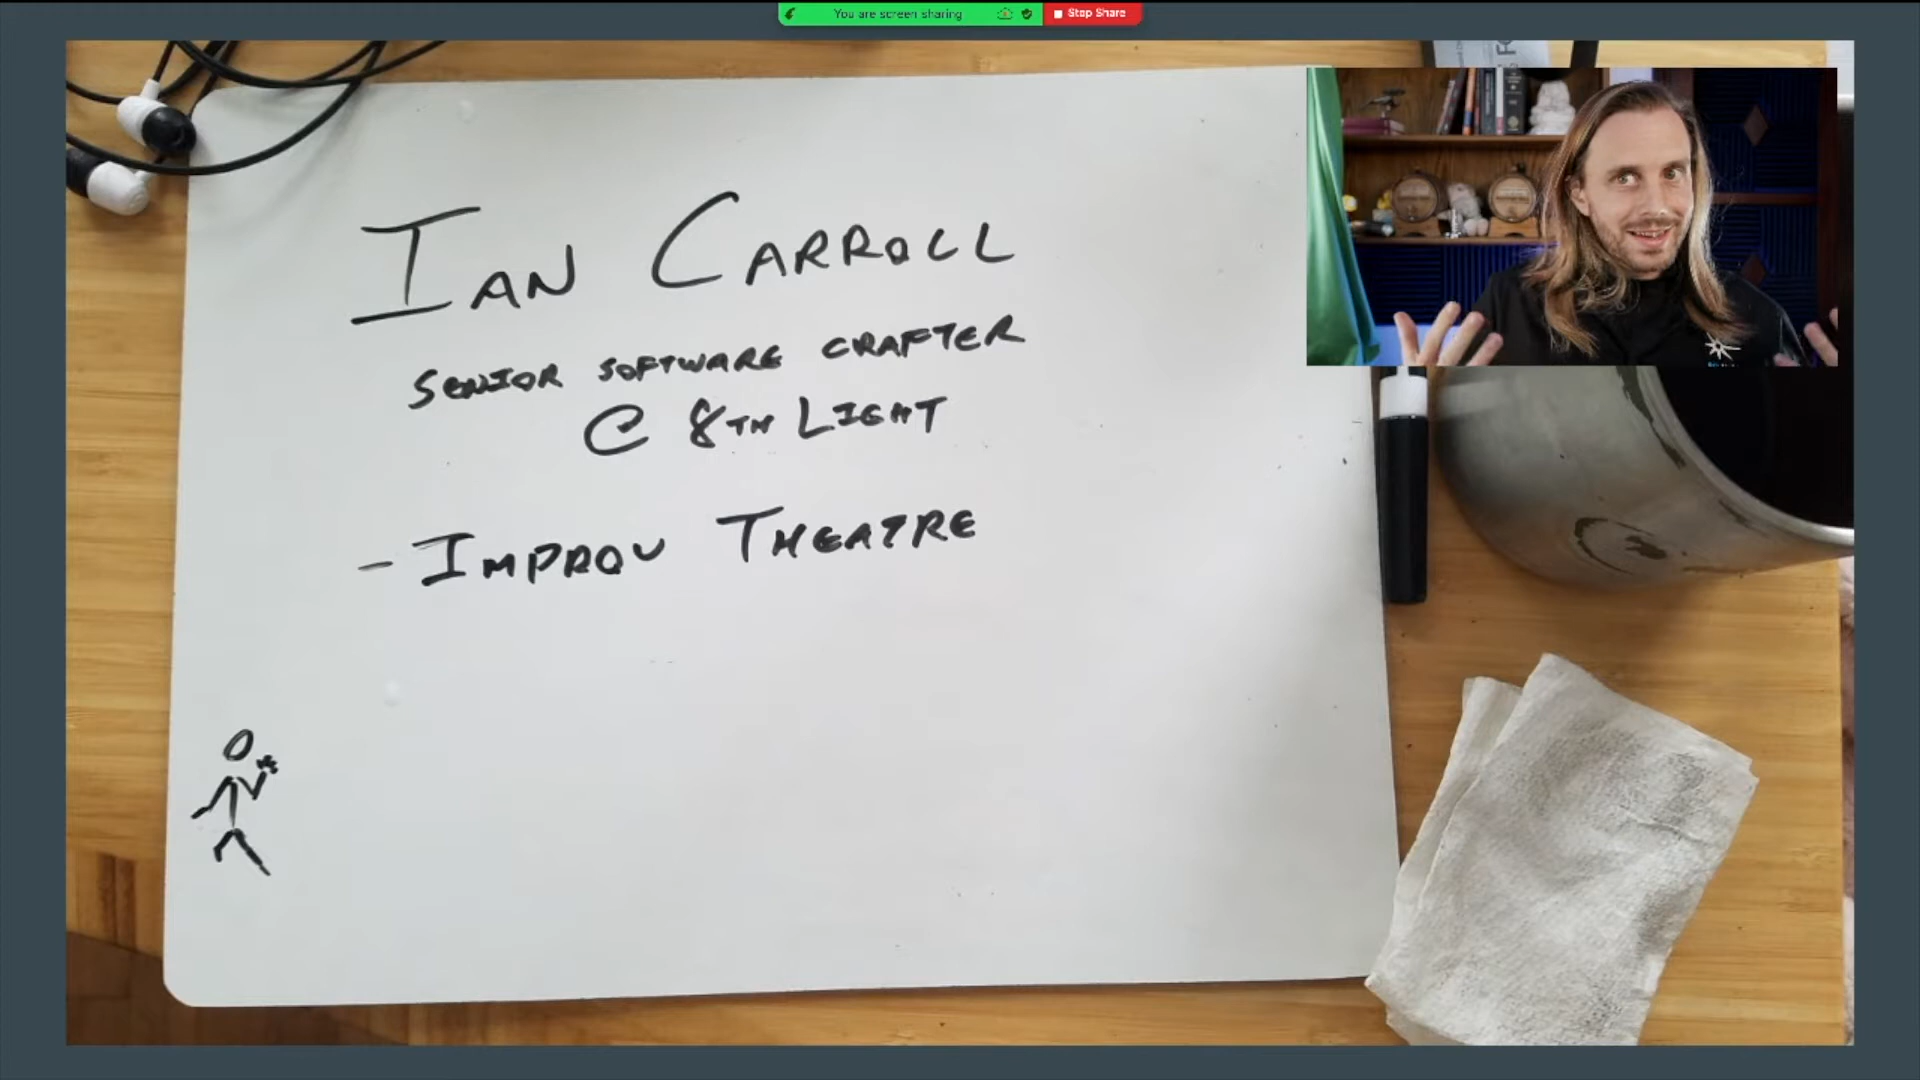 You are screen sharing
Stop Share
IAN CARROLL
SENIOR SOFTWARE CRAFTER
@ 8TH LIGHT
- IMPROV THEATRE